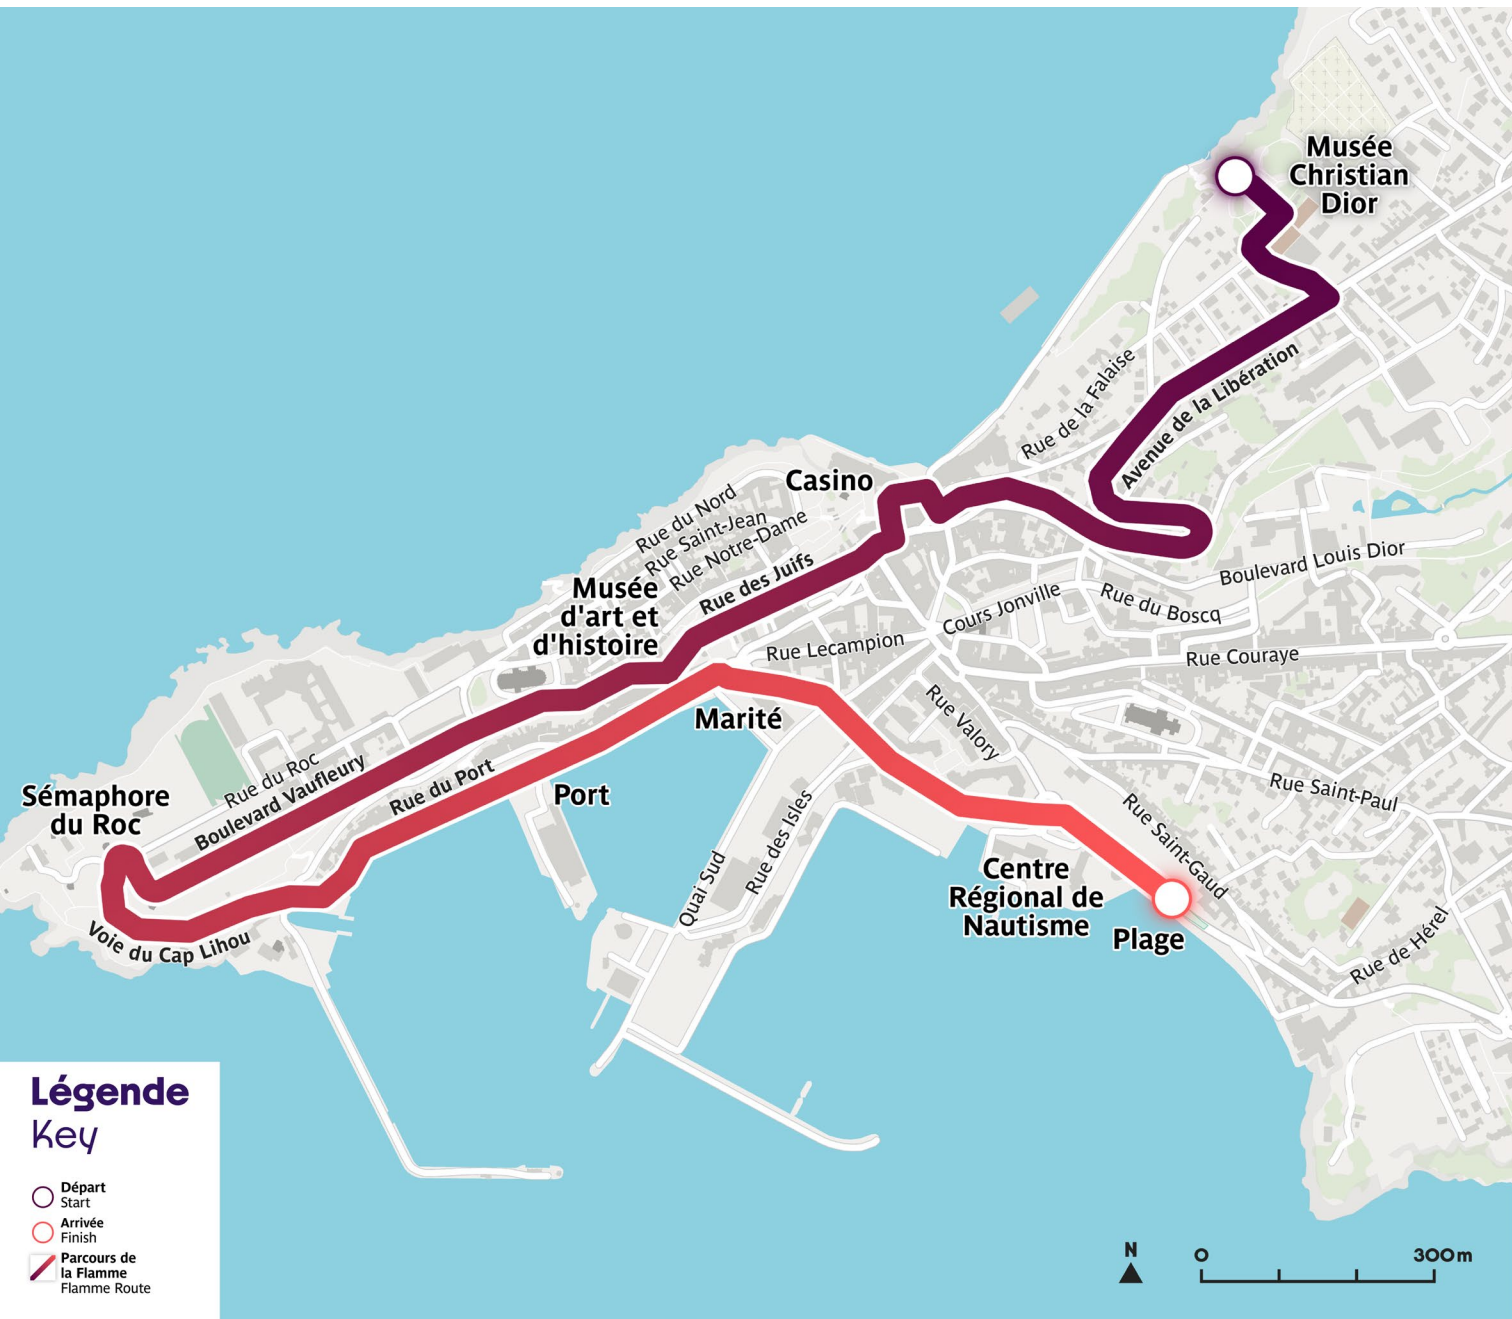 Musée
Christian
Dior
Rue de la Falaise
Avenue de la Libération
Casino
Rue du Nord
Rue Saint-Jean
Rue Notre-Dame
Rue des Juifs
Boulevard Louis Dior
Musée
d'art et
d'histoire
Cours Jonville
Rue du Boscq
Rue Lecampion
Rue Couraye
Marité
Rue Valory
Rue du Roc
Boulevard Vaufleury
Rue du Port
Port
Sémaphore
du Roc
Rue Saint-Paul
Rue des Isles
Quai Sud
Rue Saint-Gaud
Centre
Régional de
Nautisme
Plage
Rue de Hérel
Voie du Cap Lihou
Légende
Key
Départ
Start
Arrivée
Finish
Parcours de
la Flamme
Flamme Route
N
0
300m